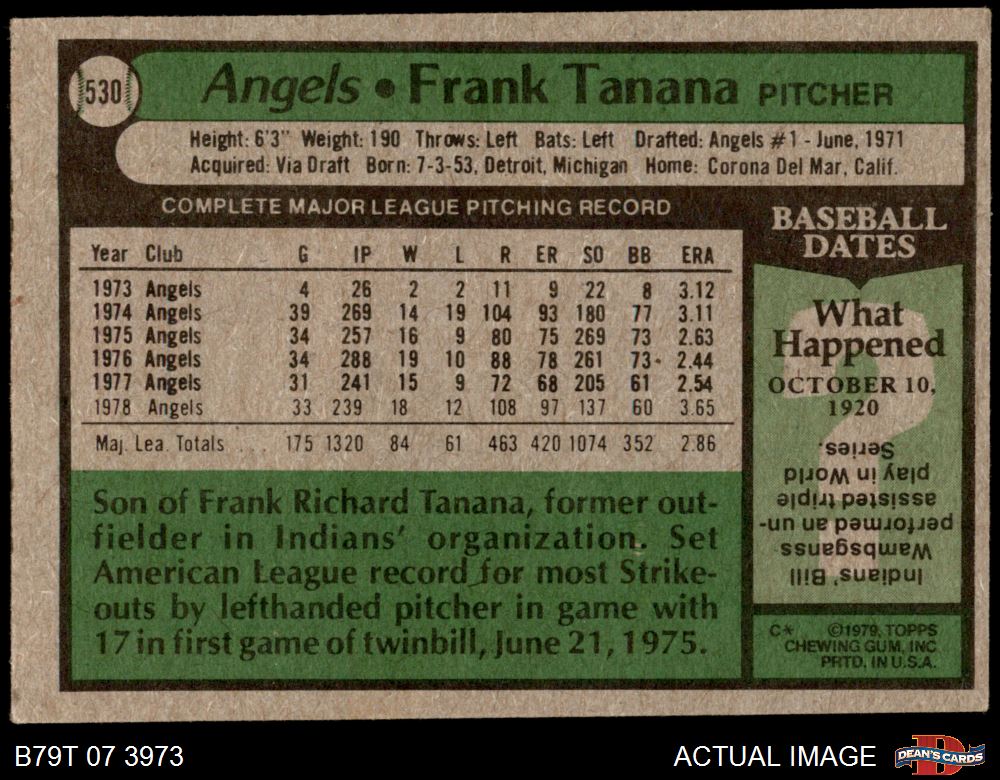 530
Angels • Frank Tanana PITCHER
Height: 6'3" Weight: 190 Throws: Left Bats: Left Drafted: Angels #1 - June, 1971
Acquired: Via Draft Born: 7-3-53, Detroit, Michigan Home: Corona Del Mar, Calif.
COMPLETE MAJOR LEAGUE PITCHING RECORD
Year Club G IP W L R ER SO BB ERA
1973 Angels 4 26 2 2 11 9 22 8 3.12
1974 Angels 39 269 14 19 104 93 180 77 3.11
1975 Angels 34 257 16 9 80 75 269 73 2.63
1976 Angels 34 288 19 10 88 78 261 73 2.44
1977 Angels 31 241 15 9 72 68 205 61 2.54
1978 Angels 33 239 18 12 108 97 137 60 3.65
Maj. Lea. Totals . . . 175 1320 84 61 463 420 1074 352 2.86
Son of Frank Richard Tanana, former out-
fielder in Indians' organization. Set
American League record for most Strike-
outs by lefthanded pitcher in game with
17 in first game of twinbill, June 21, 1975.
BASEBALL
DATES
What
Happened
OCTOBER 10,
1920
?
Indians' Bill
Wambsganss
performed an un-
assisted triple
play in World
Series.
C* ©1979, TOPPS
CHEWING GUM, INC.
PRTD. IN U.S.A.
B79T 07 3973
ACTUAL IMAGE
D
DEAN'S CARDS